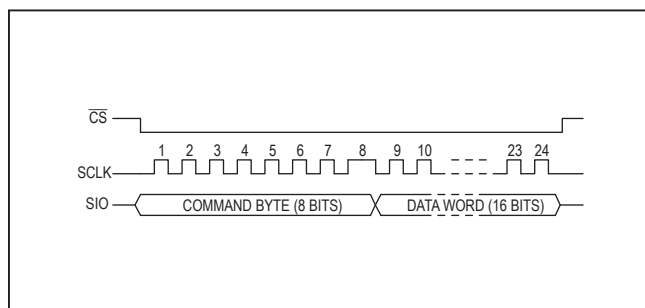 CS
1 2 3 4 5 6 7 8 9 10 23 24
SCLK
SIO COMMAND BYTE (8 BITS) DATA WORD (16 BITS)